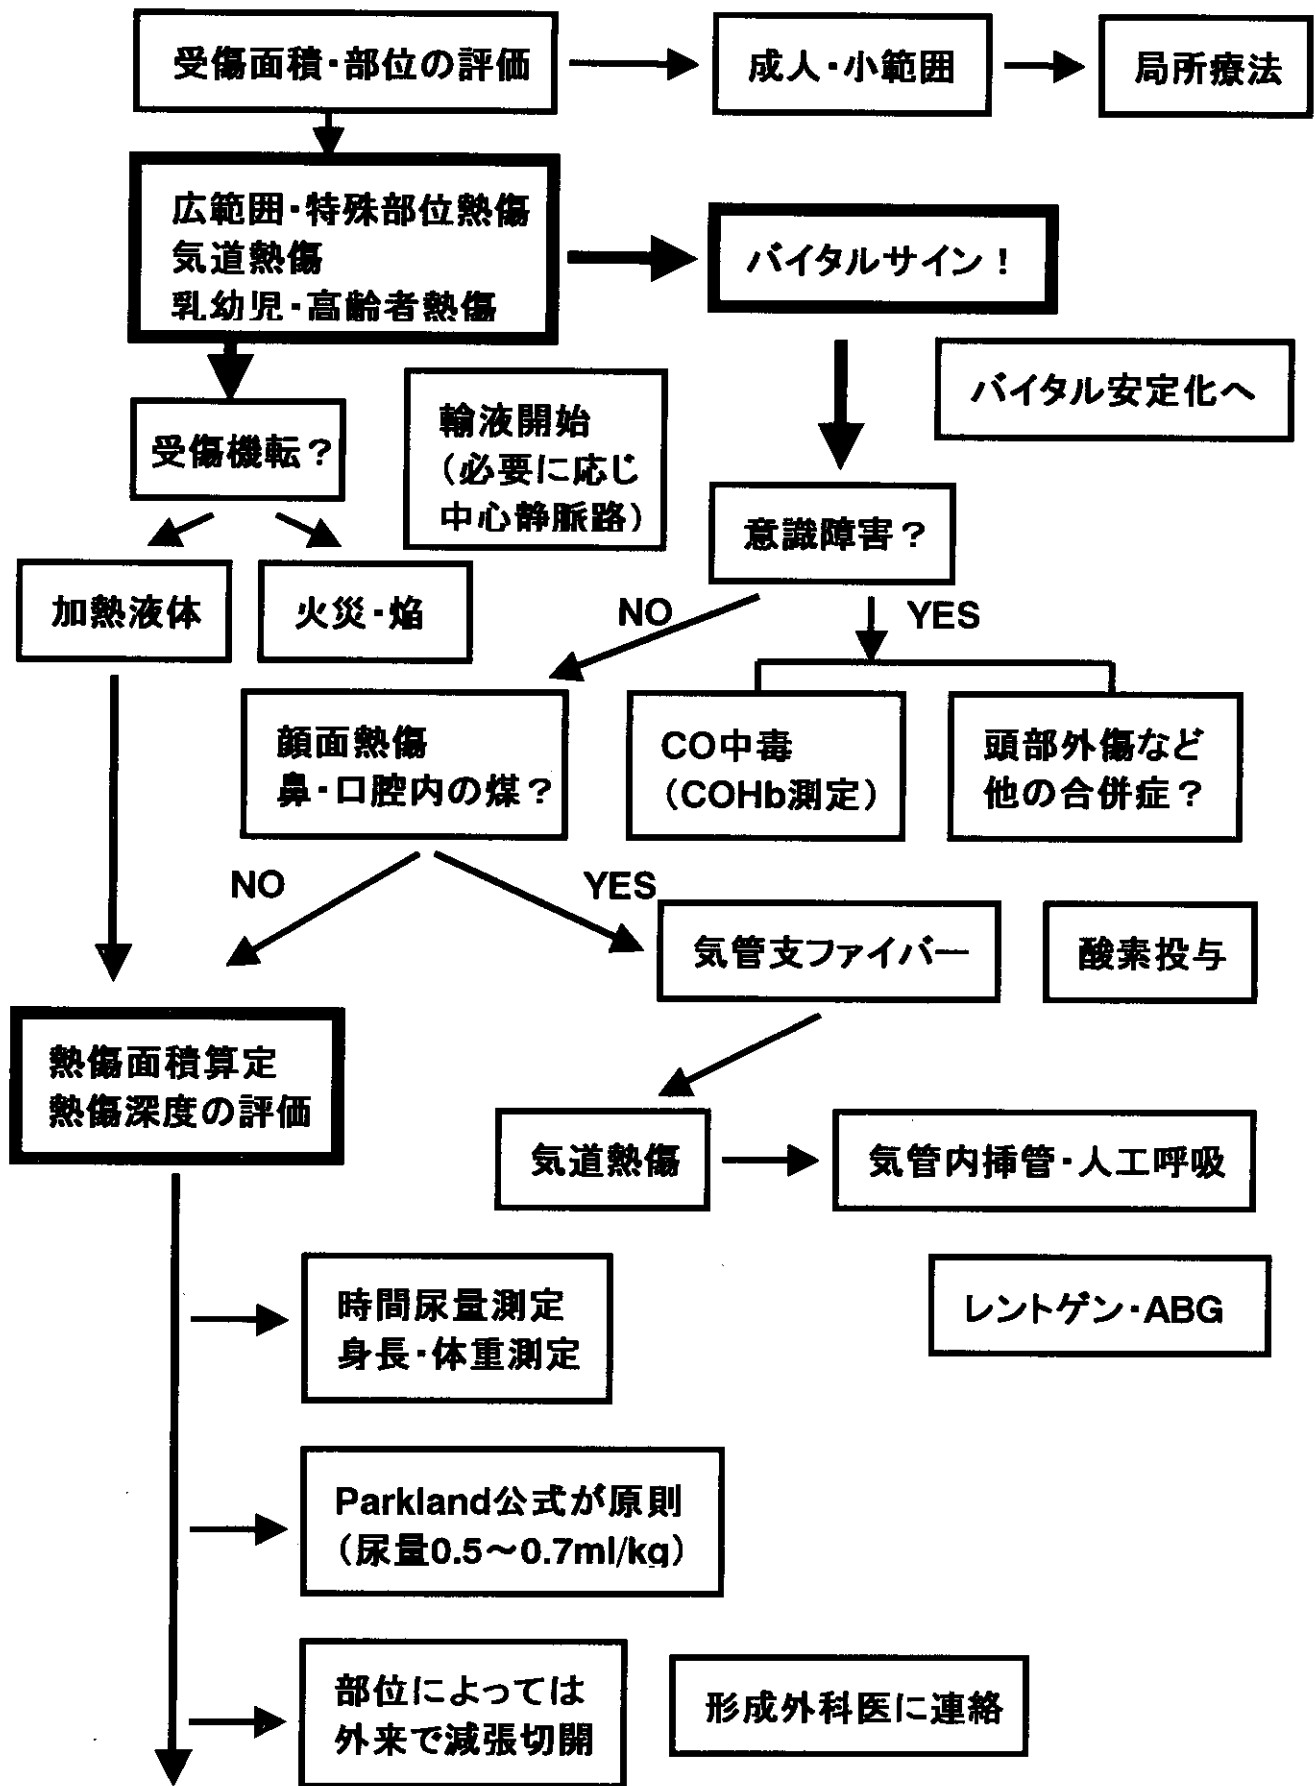 受傷面積・部位の評価
成人・小範囲
局所療法
広範囲・特殊部位熱傷
気道熱傷
乳幼児・高齢者熱傷
バイタルサイン！
バイタル安定化へ
受傷機転？
輸液開始
（必要に応じ
中心静脈路）
意識障害？
加熱液体
火災・焔
NO
YES
顔面熱傷
鼻・口腔内の煤？
CO中毒
（COHb測定）
頭部外傷など
他の合併症？
NO
YES
気管支ファイバー
酸素投与
熱傷面積算定
熱傷深度の評価
気道熱傷
気管内挿管・人工呼吸
時間尿量測定
身長・体重測定
レントゲン・ABG
Parkland公式が原則
（尿量0.5～0.7ml/kg）
部位によっては
外来で減張切開
形成外科医に連絡